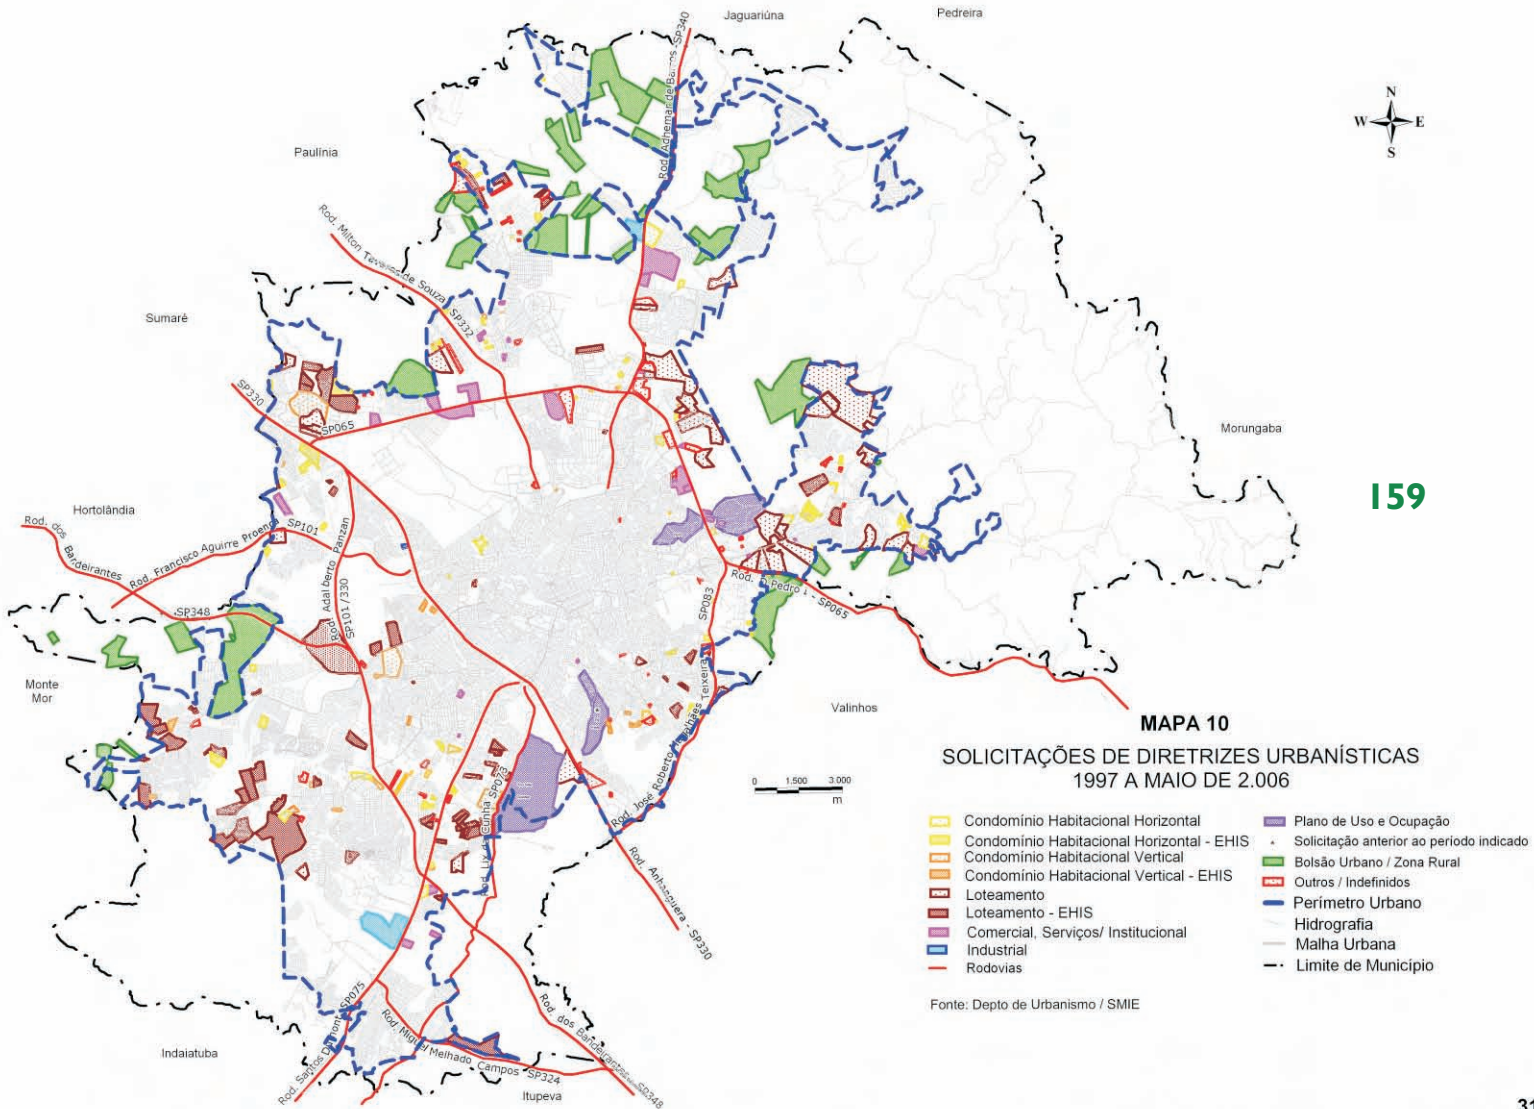 Jaguariúna
Pedreira
Rod. Adhemar de Barros - SP340
N
W E
S
Paulínia
Rod. Milton Tavares de Souza - SP332
Sumaré
SP330
SP065
Morungaba
159
Hortolândia
Rod. dos Bandeirantes
Rod. Francisco Aguirre Proença SP101
Rod. Adalberto Panzan
SP101/330
SP348
Rod. D. Pedro I - SP065
SP083
Monte
Mor
Valinhos
Rod. José Roberto Magalhães Teixeira
Rod. Lix da Cunha SP073
Rod. Anhanguera - SP330
0 1.500 3.000
m
MAPA 10
SOLICITAÇÕES DE DIRETRIZES URBANÍSTICAS
1997 A MAIO DE 2.006
Condomínio Habitacional Horizontal
Condomínio Habitacional Horizontal - EHIS
Condomínio Habitacional Vertical
Condomínio Habitacional Vertical - EHIS
Loteamento
Loteamento - EHIS
Comercial, Serviços/ Institucional
Industrial
Rodovias
Plano de Uso e Ocupação
Solicitação anterior ao período indicado
Bolsão Urbano / Zona Rural
Outros / Indefinidos
Perímetro Urbano
Hidrografia
Malha Urbana
Limite de Município
Fonte: Depto de Urbanismo / SMIE
Rod. Santos Dumont SP075
Rod. Miguel Melhado Campos SP324
Rod. dos Bandeirantes SP348
Indaiatuba
Itupeva
31